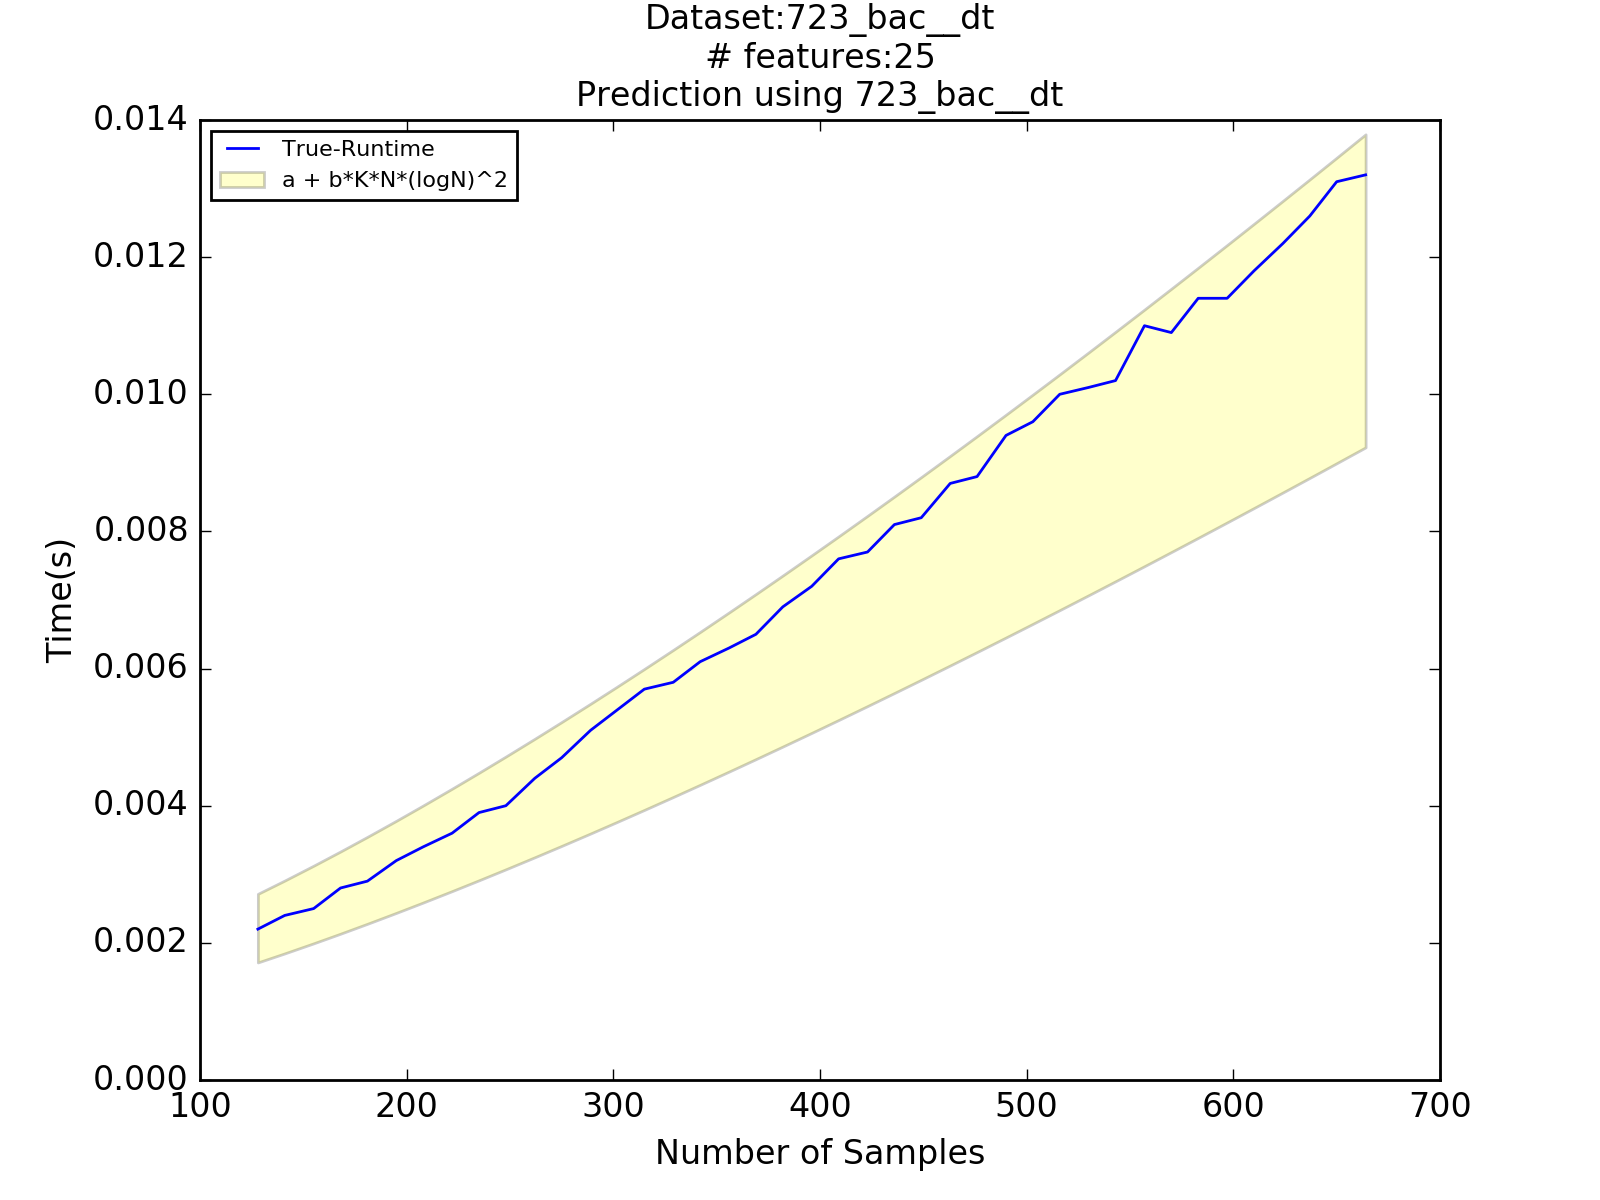 Dataset:723_bac__dt
# features:25
Prediction using 723_bac__dt
True-Runtime
a + b*K*N*(logN)^2
0.014
0.012
0.010
0.008
0.006
0.004
0.002
0.000
Time(s)
100 200 300 400 500 600 700
Number of Samples